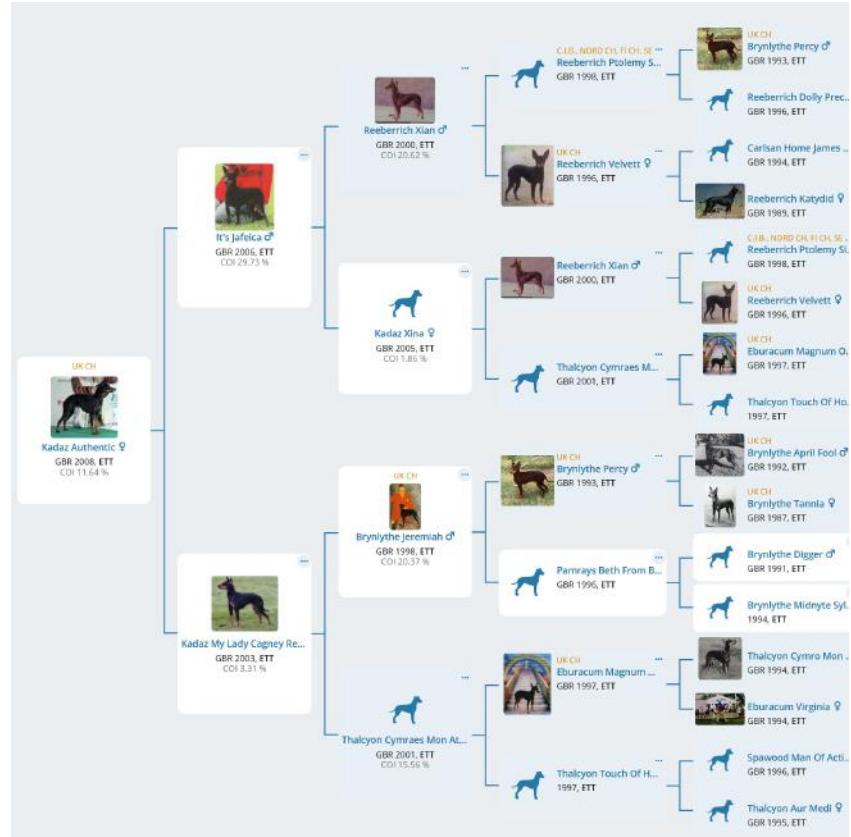 UK CH
Kadaz Authentic ♀
GBR 2008, ETT
COI 11.64 %
It's Jafeica ♂
GBR 2006, ETT
COI 29.73 %
Kadaz My Lady Cagney Re...
GBR 2003, ETT
COI 3.31 %
Reeberrich Xian ♂
GBR 2000, ETT
COI 20.62 %
Kadaz Xina ♀
GBR 2005, ETT
COI 1.86 %
UK CH
Brynlythe Jeremiah ♂
GBR 1998, ETT
COI 20.37 %
Thalcyon Cymraes Mon At...
GBR 2001, ETT
COI 15.56 %
C.I.B., NORD CH, FI CH, SE
Reeberrich Ptolemy S...
GBR 1998, ETT
UK CH
Reeberrich Velvett ♀
GBR 1996, ETT
Reeberrich Xian ♂
GBR 2000, ETT
Thalcyon Cymraes M...
GBR 2001, ETT
UK CH
Brynlythe Percy ♂
GBR 1993, ETT
Pamrays Beth From B...
GBR 1996, ETT
UK CH
Eburacum Magnum ...
GBR 1997, ETT
Thalcyon Touch Of H...
1997, ETT
UK CH
Brynlythe Percy ♂
GBR 1993, ETT
Reeberrich Dolly Prec...
GBR 1996, ETT
Carlsan Home James ...
GBR 1994, ETT
Reeberrich Katydid ♀
GBR 1989, ETT
C.I.B., NORD CH, FI CH, SE ..
Reeberrich Ptolemy Si...
GBR 1998, ETT
UK CH
Reeberrich Velvett ♀
GBR 1996, ETT
UK CH
Eburacum Magnum O...
GBR 1997, ETT
Thalcyon Touch Of Ho...
1997, ETT
UK CH
Brynlythe April Fool ♂
GBR 1992, ETT
UK CH
Brynlythe Tannia ♀
GBR 1987, ETT
Brynlythe Digger ♂
GBR 1991, ETT
Brynlythe Midnyte Syl...
1994, ETT
Thalcyon Cymro Mon ...
GBR 1994, ETT
Eburacum Virginia ♀
GBR 1994, ETT
Spawood Man Of Acti...
GBR 1996, ETT
Thalcyon Aur Medi ♀
GBR 1995, ETT